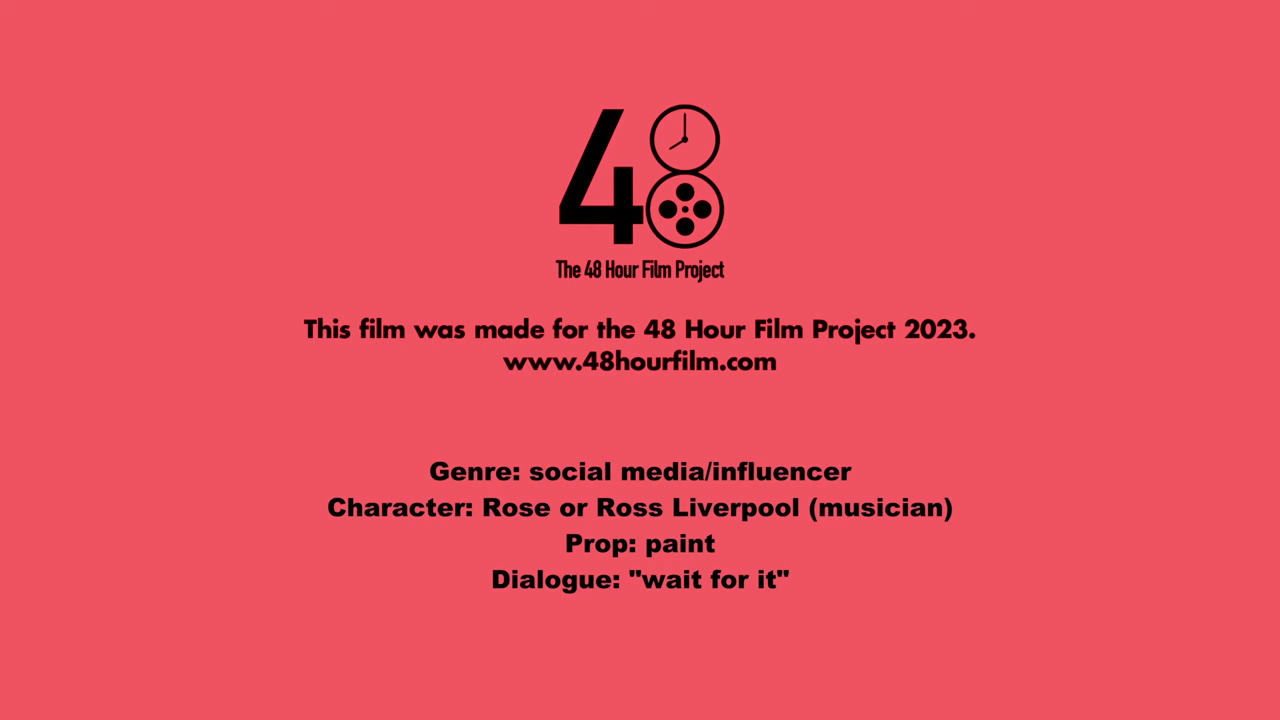 48
The 48 Hour Film Project
This film was made for the 48 Hour Film Project 2023.
www.48hourfilm.com
Genre: social media/influencer
Character: Rose or Ross Liverpool (musician)
Prop: paint
Dialogue: "wait for it"